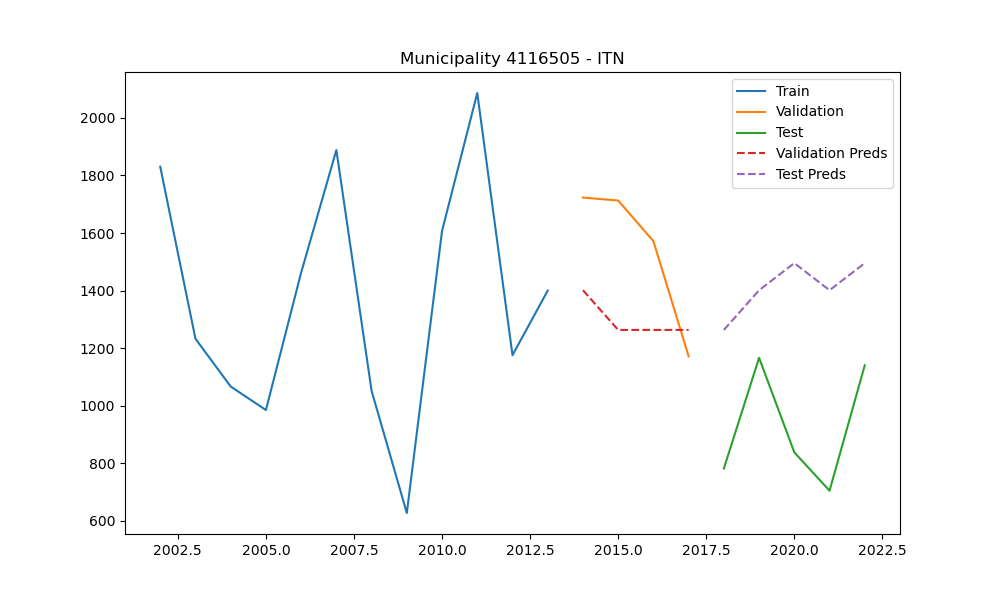 Municipality 4116505 - ITN
Train
Validation
Test
Validation Preds
Test Preds
2000
1800
1600
1400
1200
1000
800
600
2002.5 2005.0 2007.5 2010.0 2012.5 2015.0 2017.5 2020.0 2022.5